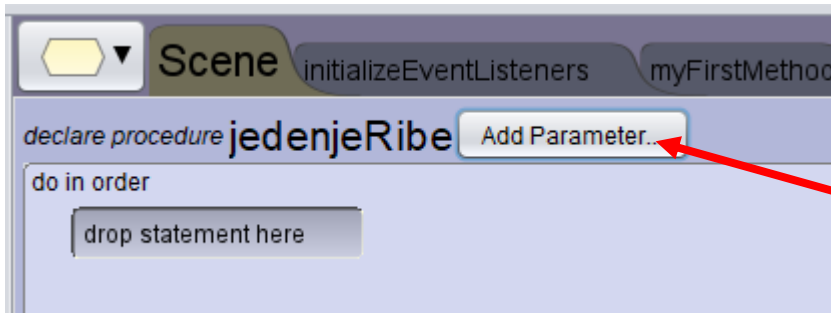 Scene initializeEventListeners myFirstMethod
declare procedure jedenjeRibe Add Parameter...
do in order
drop statement here